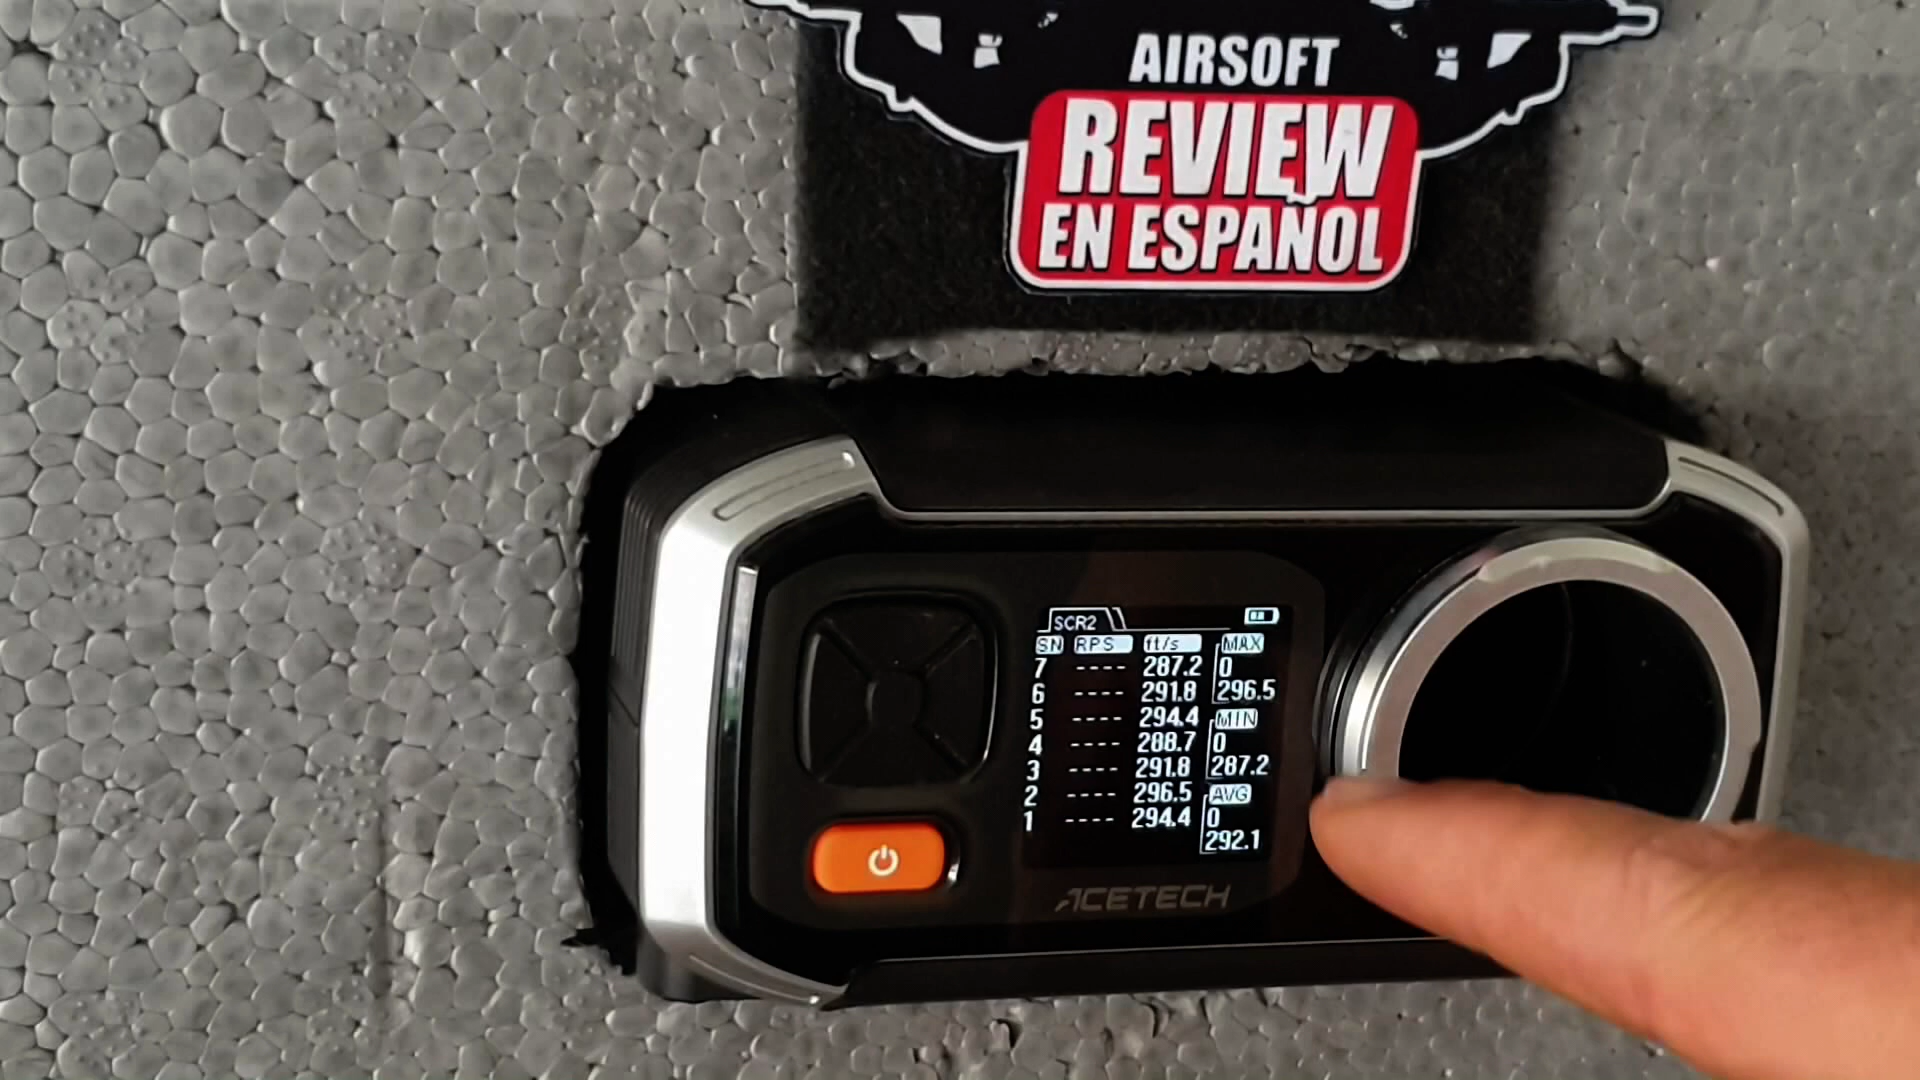 AIRSOFT
REVIEW
EN ESPAÑOL
SCR2
SN RPS ft/s MAX
7 ---- 287.2 0
6 ---- 291.8 296.5
5 ---- 294.4 MIN
4 ---- 288.7 0
3 ---- 291.8 287.2
2 ---- 296.5 AVG
1 ---- 294.4 0
292.1
ACETECH